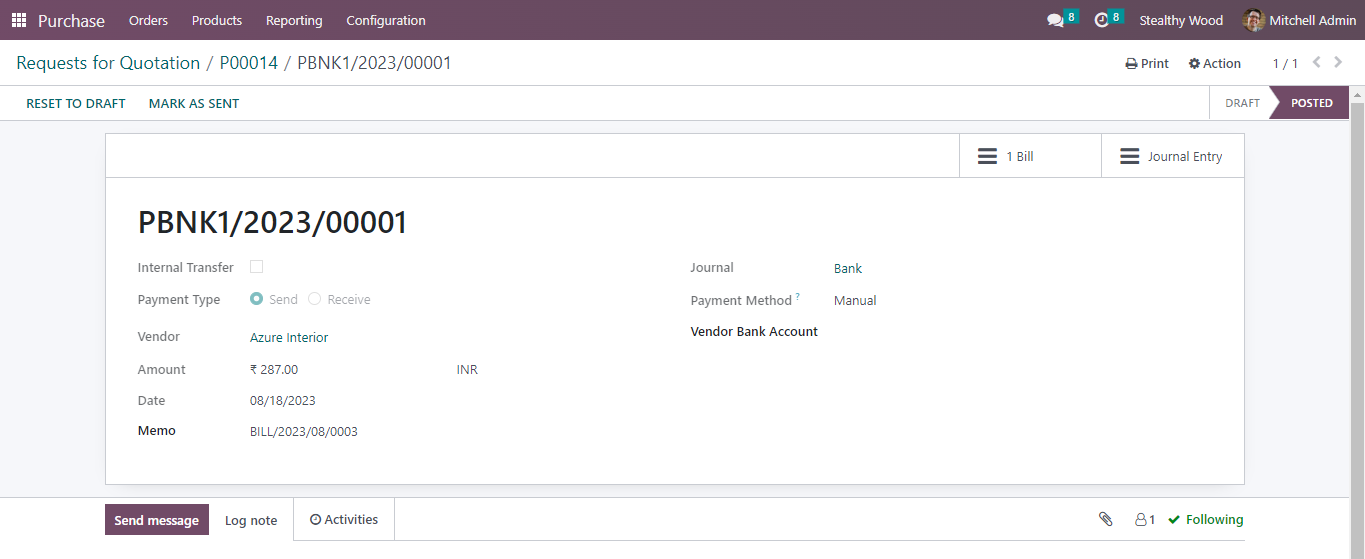 Purchase Orders Products Reporting Configuration 8 8 Stealthy Wood Mitchell Admin
Requests for Quotation / P00014 / PBNK1/2023/00001 Print Action 1 / 1
RESET TO DRAFT MARK AS SENT DRAFT POSTED
1 Bill Journal Entry
PBNK1/2023/00001
Internal Transfer Journal Bank
Payment Type Send Receive Payment Method ? Manual
Vendor Azure Interior Vendor Bank Account
Amount ₹ 287.00 INR
Date 08/18/2023
Memo BILL/2023/08/0003
Send message Log note Activities 1 Following